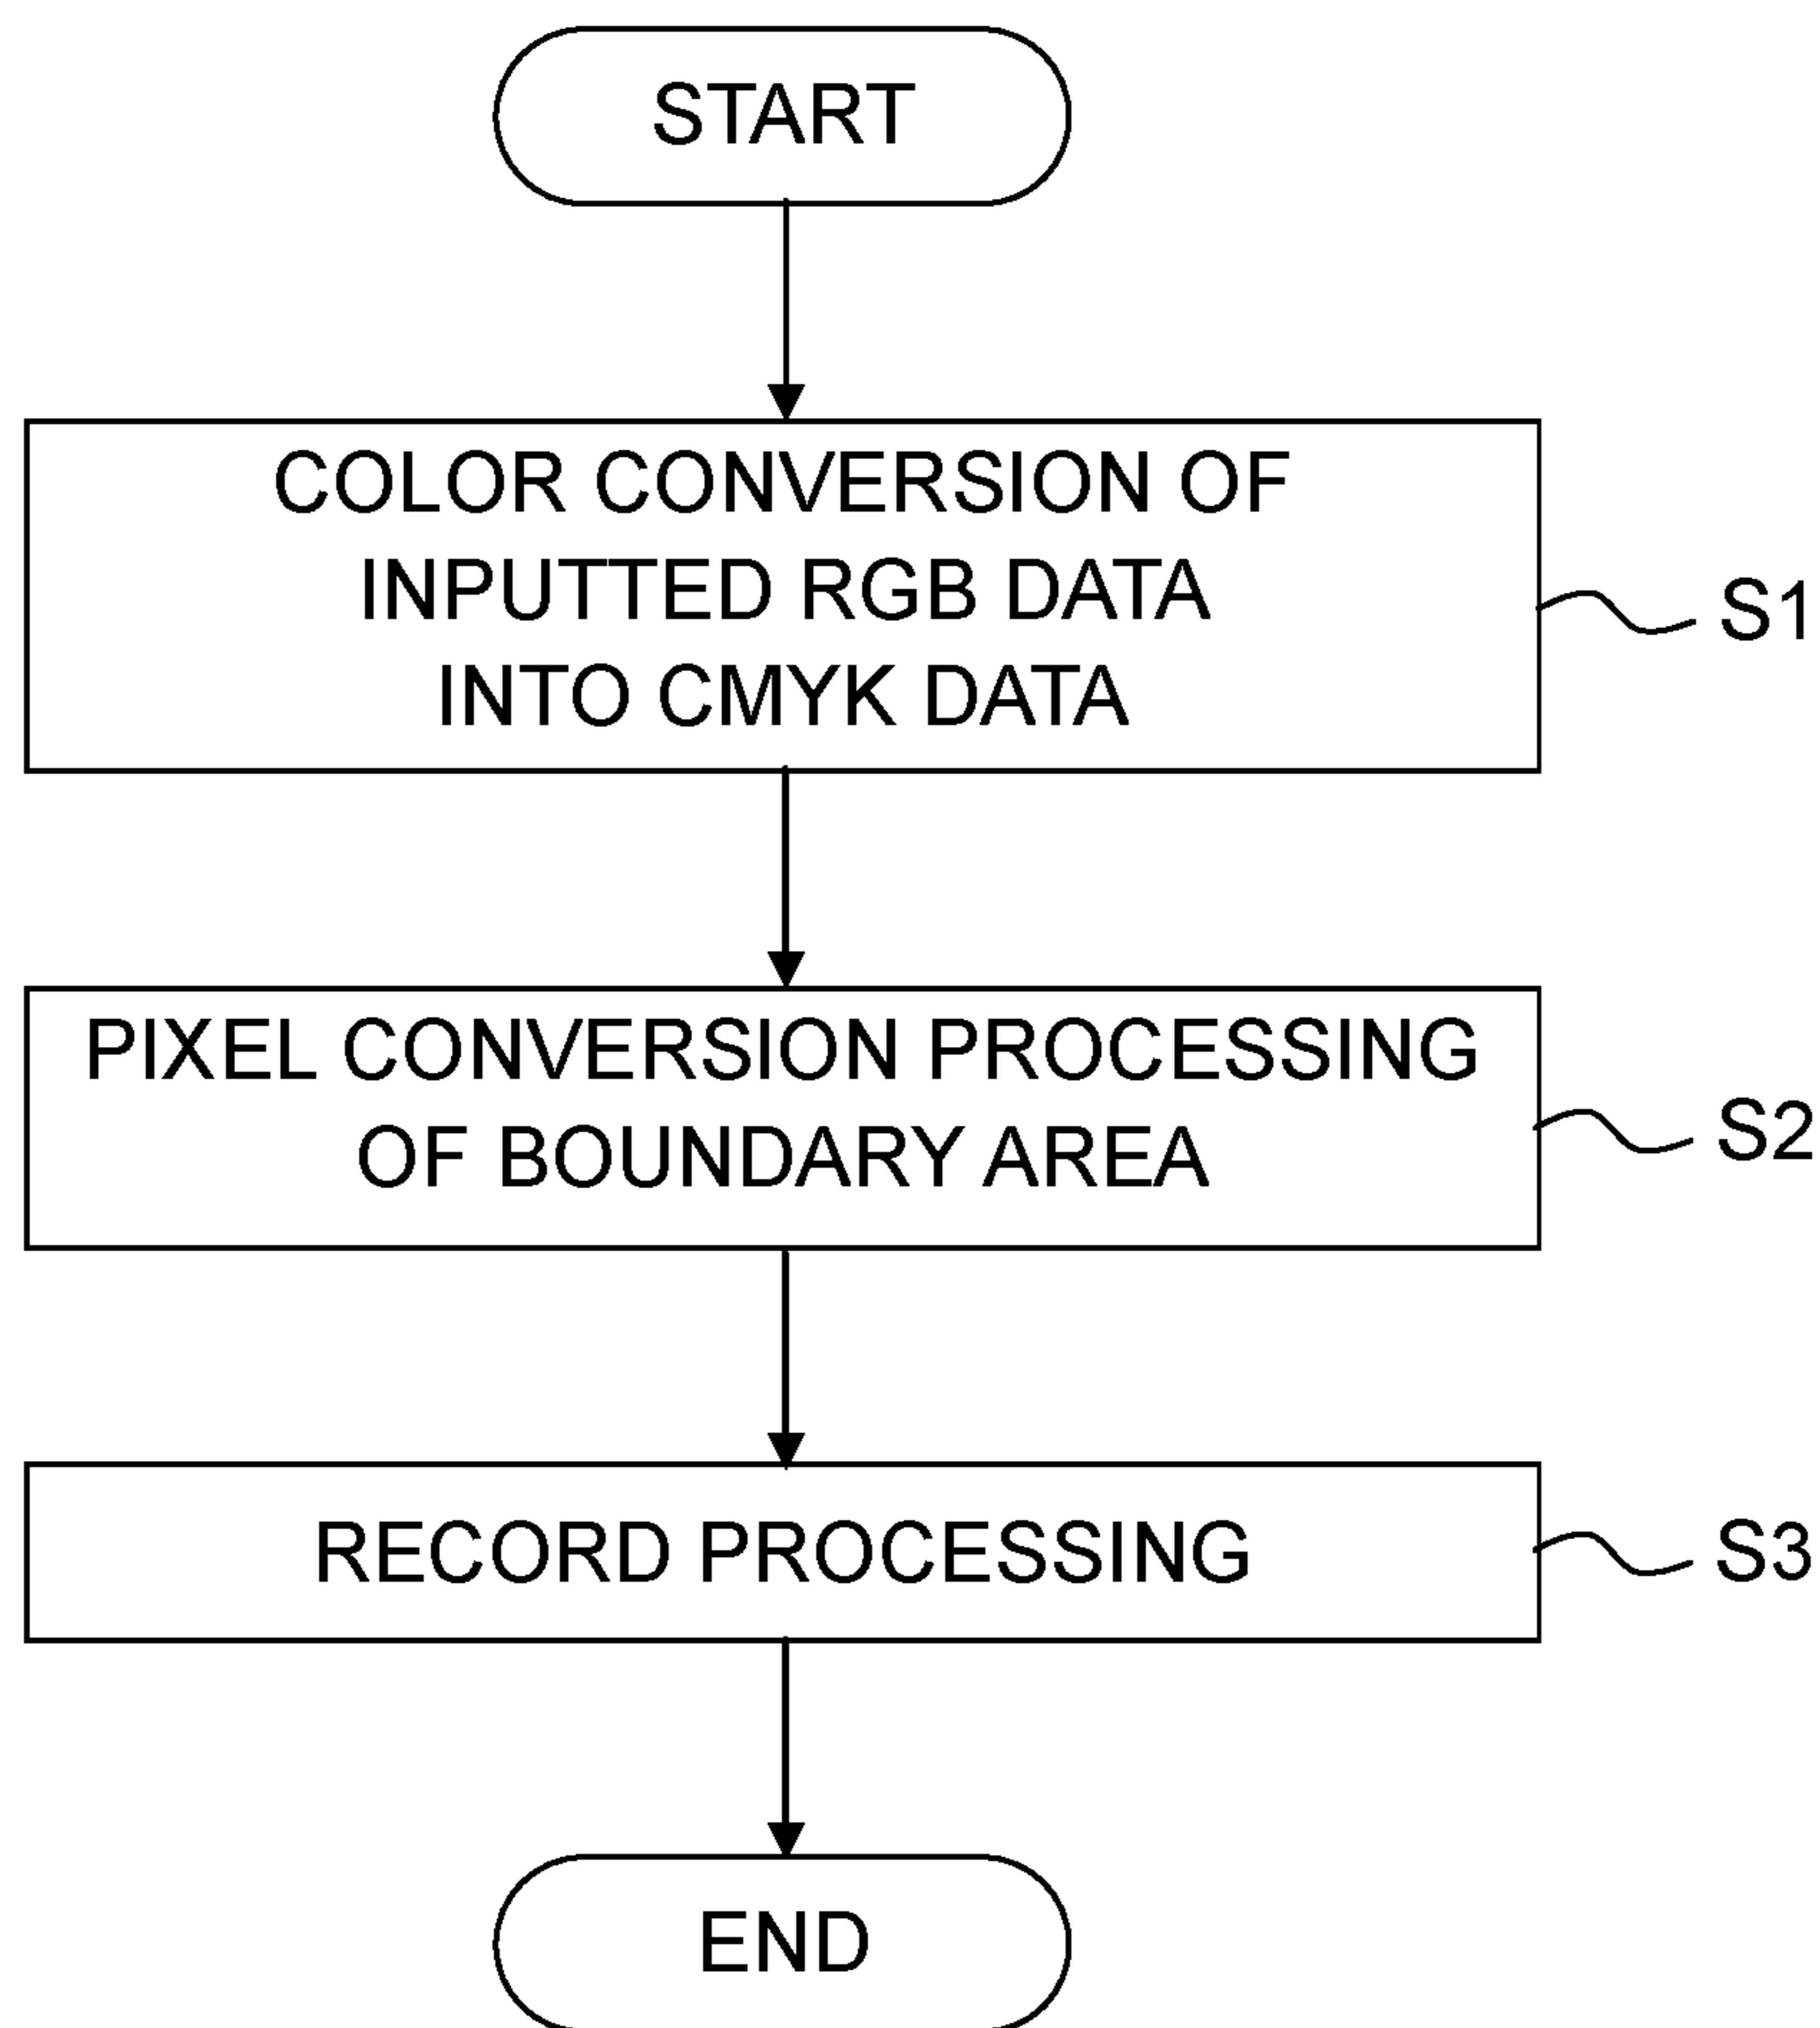 START
COLOR CONVERSION OF
INPUTTED RGB DATA
INTO CMYK DATA
S1
PIXEL CONVERSION PROCESSING
OF BOUNDARY AREA
S2
RECORD PROCESSING
S3
END